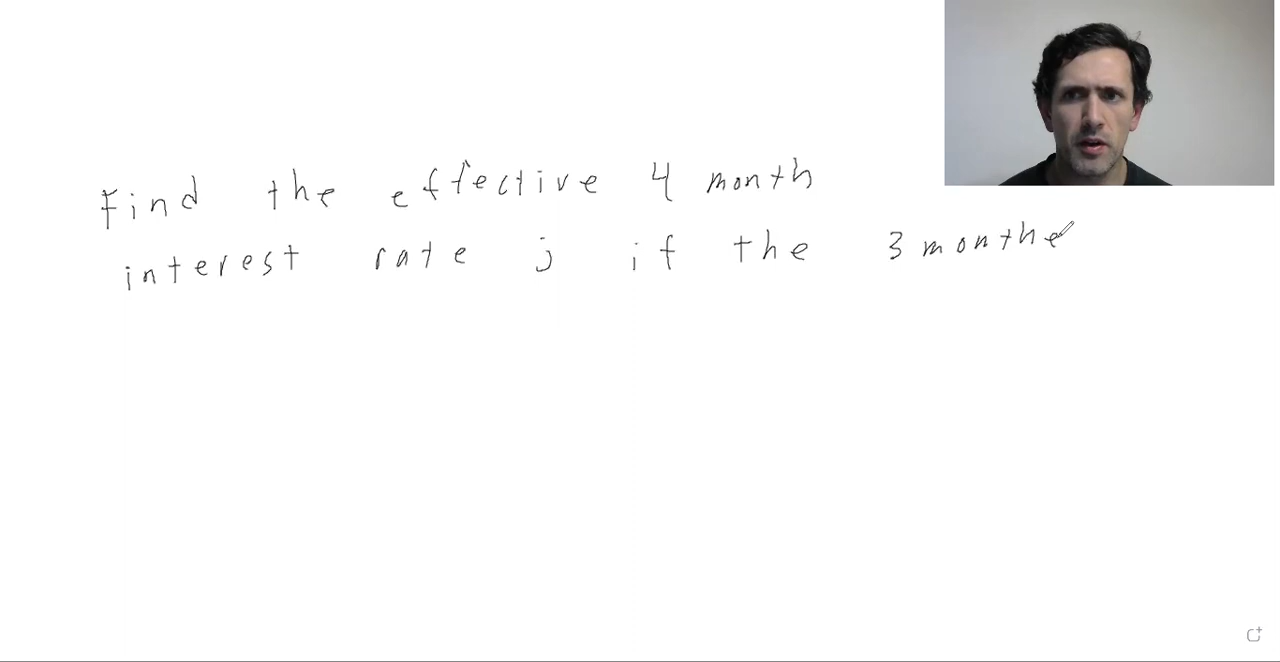 Find the effective 4 month
interest rate j if the 3 monthe